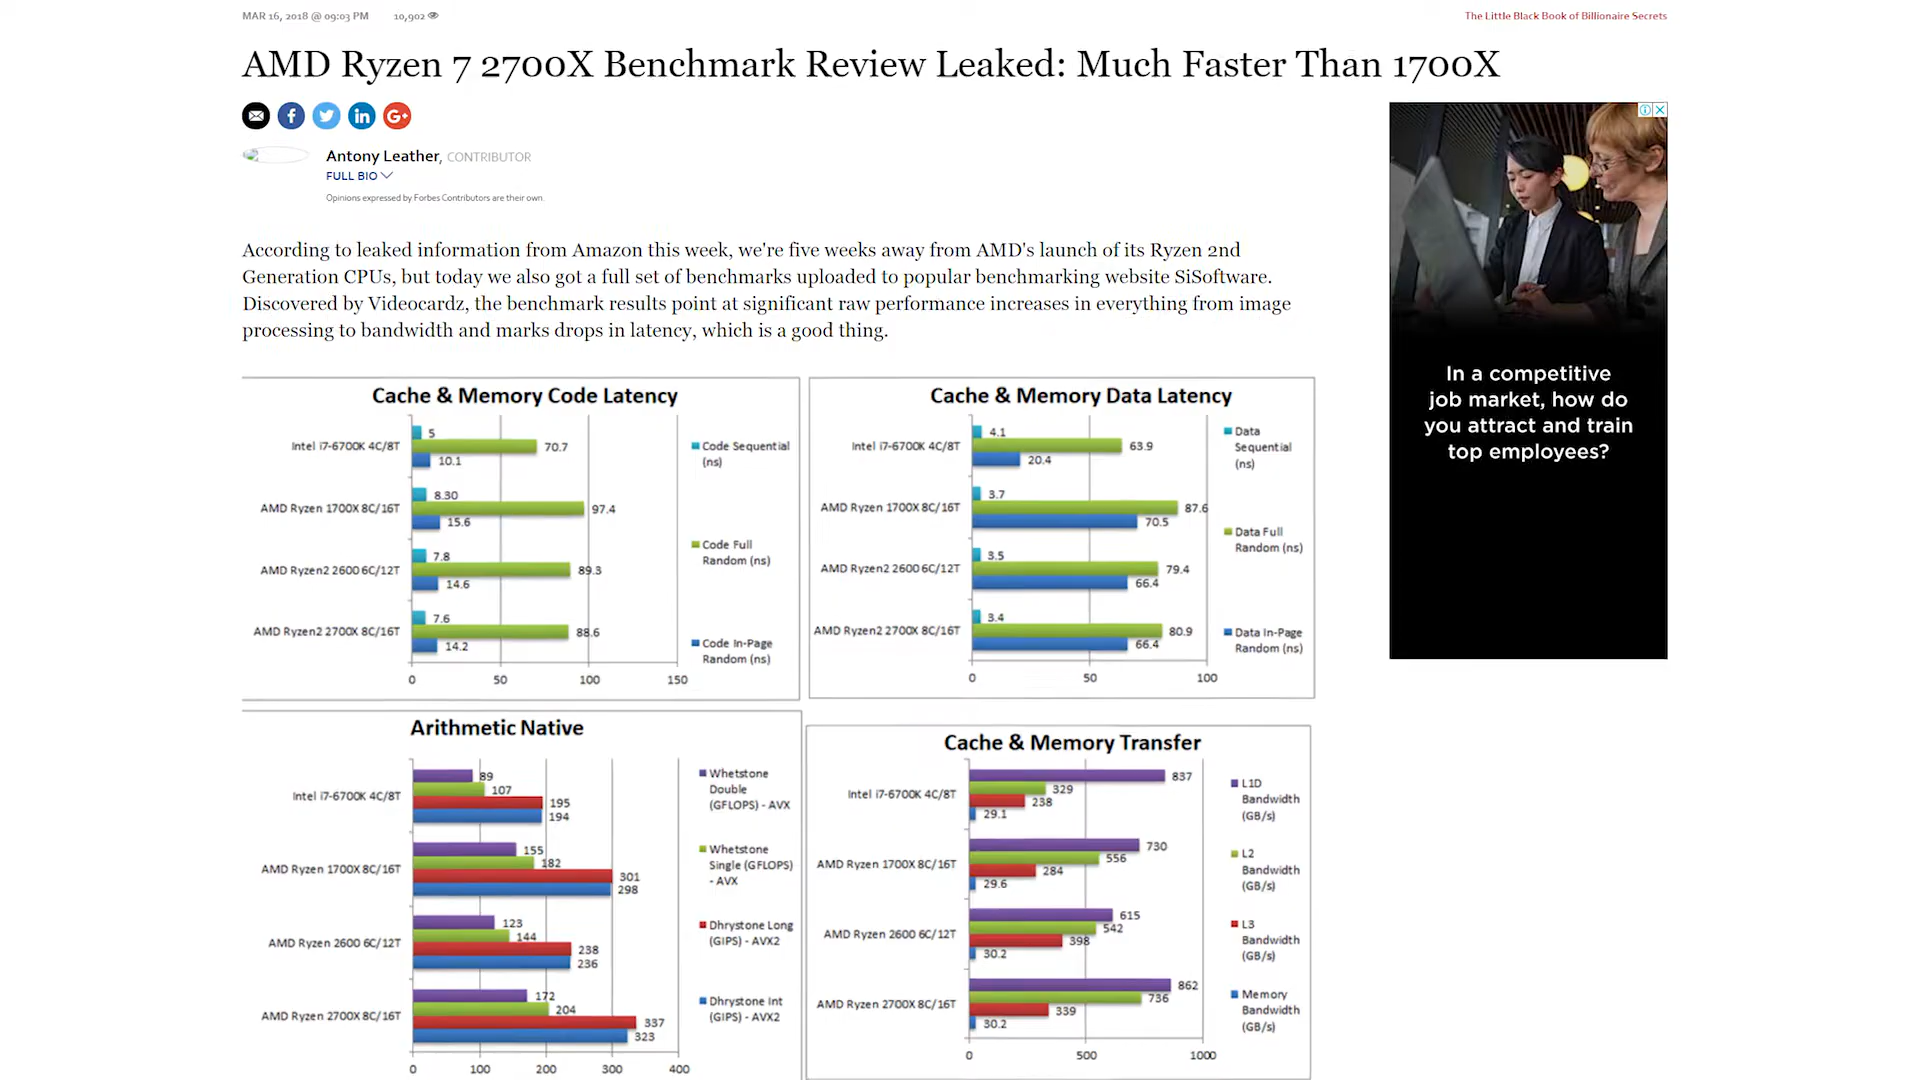 MAR 16, 2018 @ 09:03 PM 10,902
The Little Black Book of Billionaire Secrets
AMD Ryzen 7 2700X Benchmark Review Leaked: Much Faster Than 1700X
Antony Leather, CONTRIBUTOR
FULL BIO
Opinions expressed by Forbes Contributors are their own.
According to leaked information from Amazon this week, we're five weeks away from AMD's launch of its Ryzen 2nd
Generation CPUs, but today we also got a full set of benchmarks uploaded to popular benchmarking website SiSoftware.
Discovered by Videocardz, the benchmark results point at significant raw performance increases in everything from image
processing to bandwidth and marks drops in latency, which is a good thing.
In a competitive
job market, how do
you attract and train
top employees?
Cache & Memory Code Latency
Intel i7-6700K 4C/8T
5
70.7
10.1
AMD Ryzen 1700X 8C/16T
8.30
97.4
15.6
AMD Ryzen2 2600 6C/12T
7.8
89.3
14.6
AMD Ryzen2 2700X 8C/16T
7.6
88.6
14.2
0 50 100 150
Code Sequential
(ns)
Code Full
Random (ns)
Code In-Page
Random (ns)
Cache & Memory Data Latency
Intel i7-6700K 4C/8T
4.1
63.9
20.4
AMD Ryzen 1700X 8C/16T
3.7
87.6
70.5
AMD Ryzen2 2600 6C/12T
3.5
79.4
66.4
AMD Ryzen2 2700X 8C/16T
3.4
80.9
66.4
0 50 100
Data
Sequential
(ns)
Data Full
Random (ns)
Data In-Page
Random (ns)
Arithmetic Native
Intel i7-6700K 4C/8T
89
107
195
194
AMD Ryzen 1700X 8C/16T
155
182
301
298
AMD Ryzen 2600 6C/12T
123
144
238
236
AMD Ryzen 2700X 8C/16T
172
204
337
323
0 100 200 300 400
Whetstone
Double
(GFLOPS) - AVX
Whetstone
Single (GFLOPS)
- AVX
Dhrystone Long
(GIPS) - AVX2
Dhrystone Int
(GIPS) - AVX2
Cache & Memory Transfer
Intel i7-6700K 4C/8T
837
329
238
29.1
AMD Ryzen 1700X 8C/16T
730
556
284
29.6
AMD Ryzen 2600 6C/12T
615
542
398
30.2
AMD Ryzen 2700X 8C/16T
862
736
339
30.2
0 500 1000
L1D
Bandwidth
(GB/s)
L2
Bandwidth
(GB/s)
L3
Bandwidth
(GB/s)
Memory
Bandwidth
(GB/s)